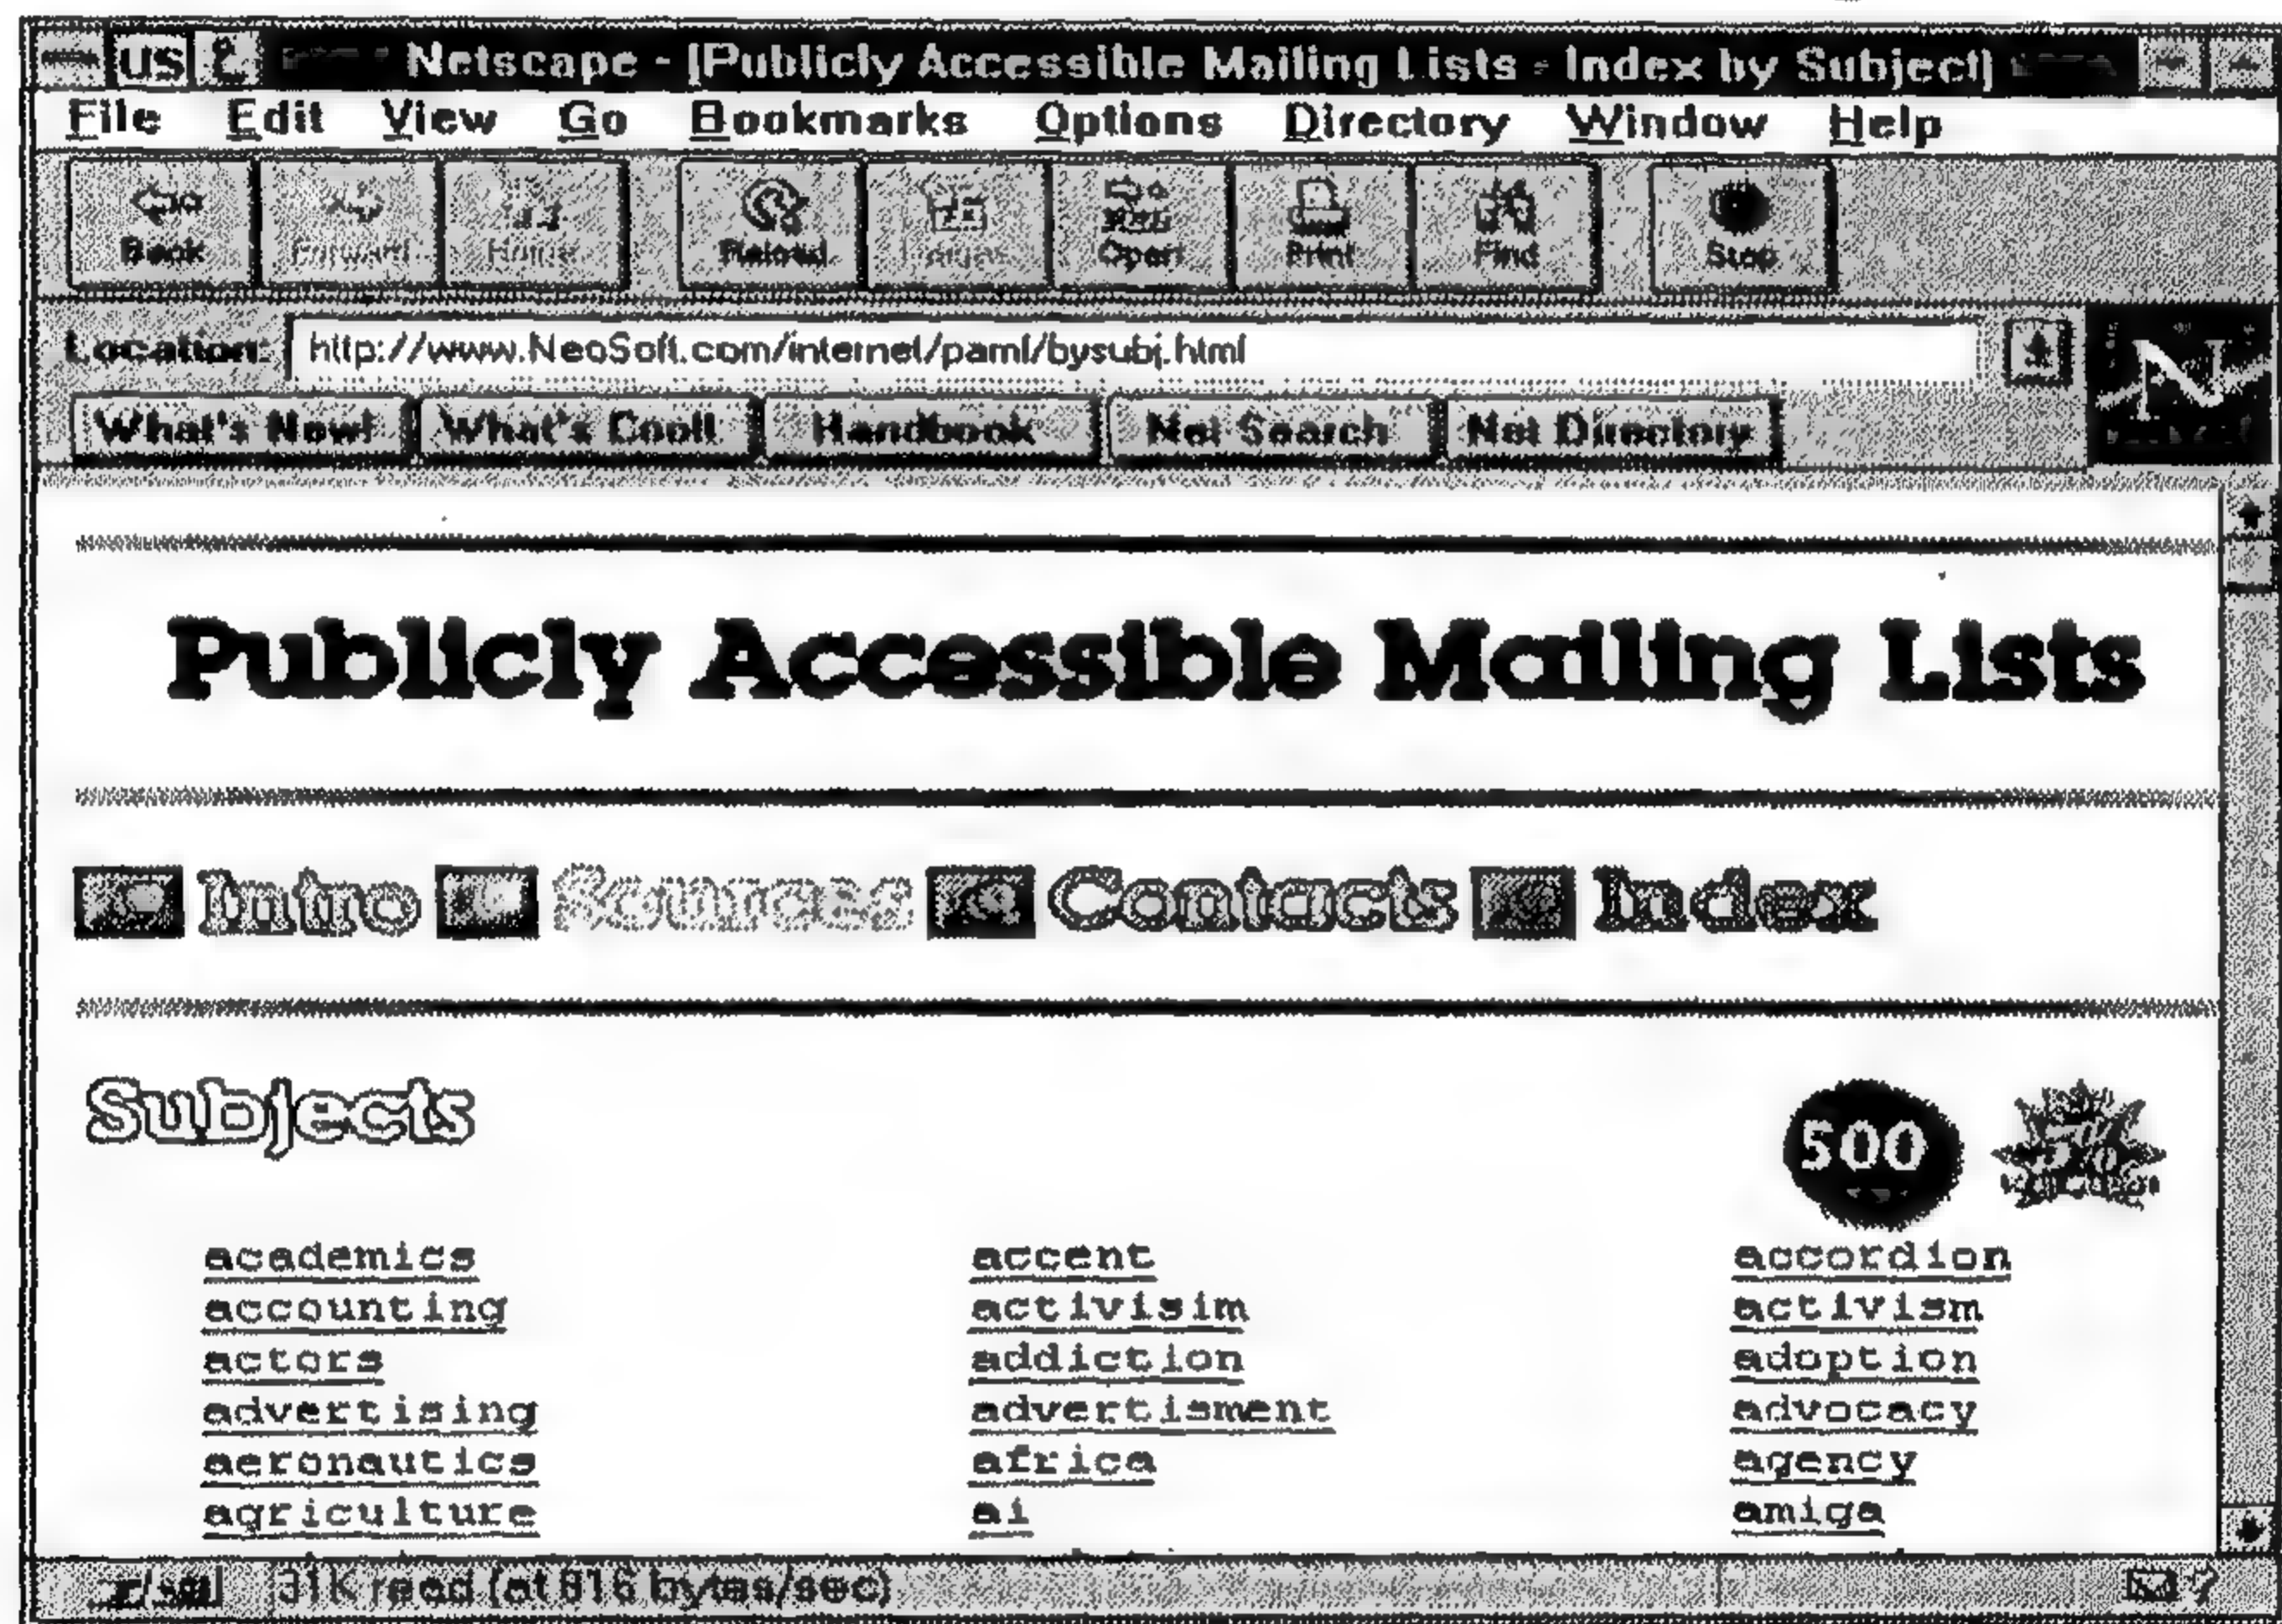 US Netscape - [Publicly Accessible Mailing Lists - Index by Subject]
File Edit View Go Bookmarks Options Directory Window Help
Back Forward Home Reload Images Open Print Find Stop
Location: http://www.NeoSoft.com/internet/paml/bysubj.html
What's New! What's Cool! Handbook Net Search Net Directory
Publicly Accessible Mailing Lists
Intro Sources Contacts Index
Subjects
500
academics accent accordion
accounting activisim activism
actors addiction adoption
advertising advertisment advocacy
aeronautics africa agency
agriculture ai amiga
31K read (at 816 bytes/sec)